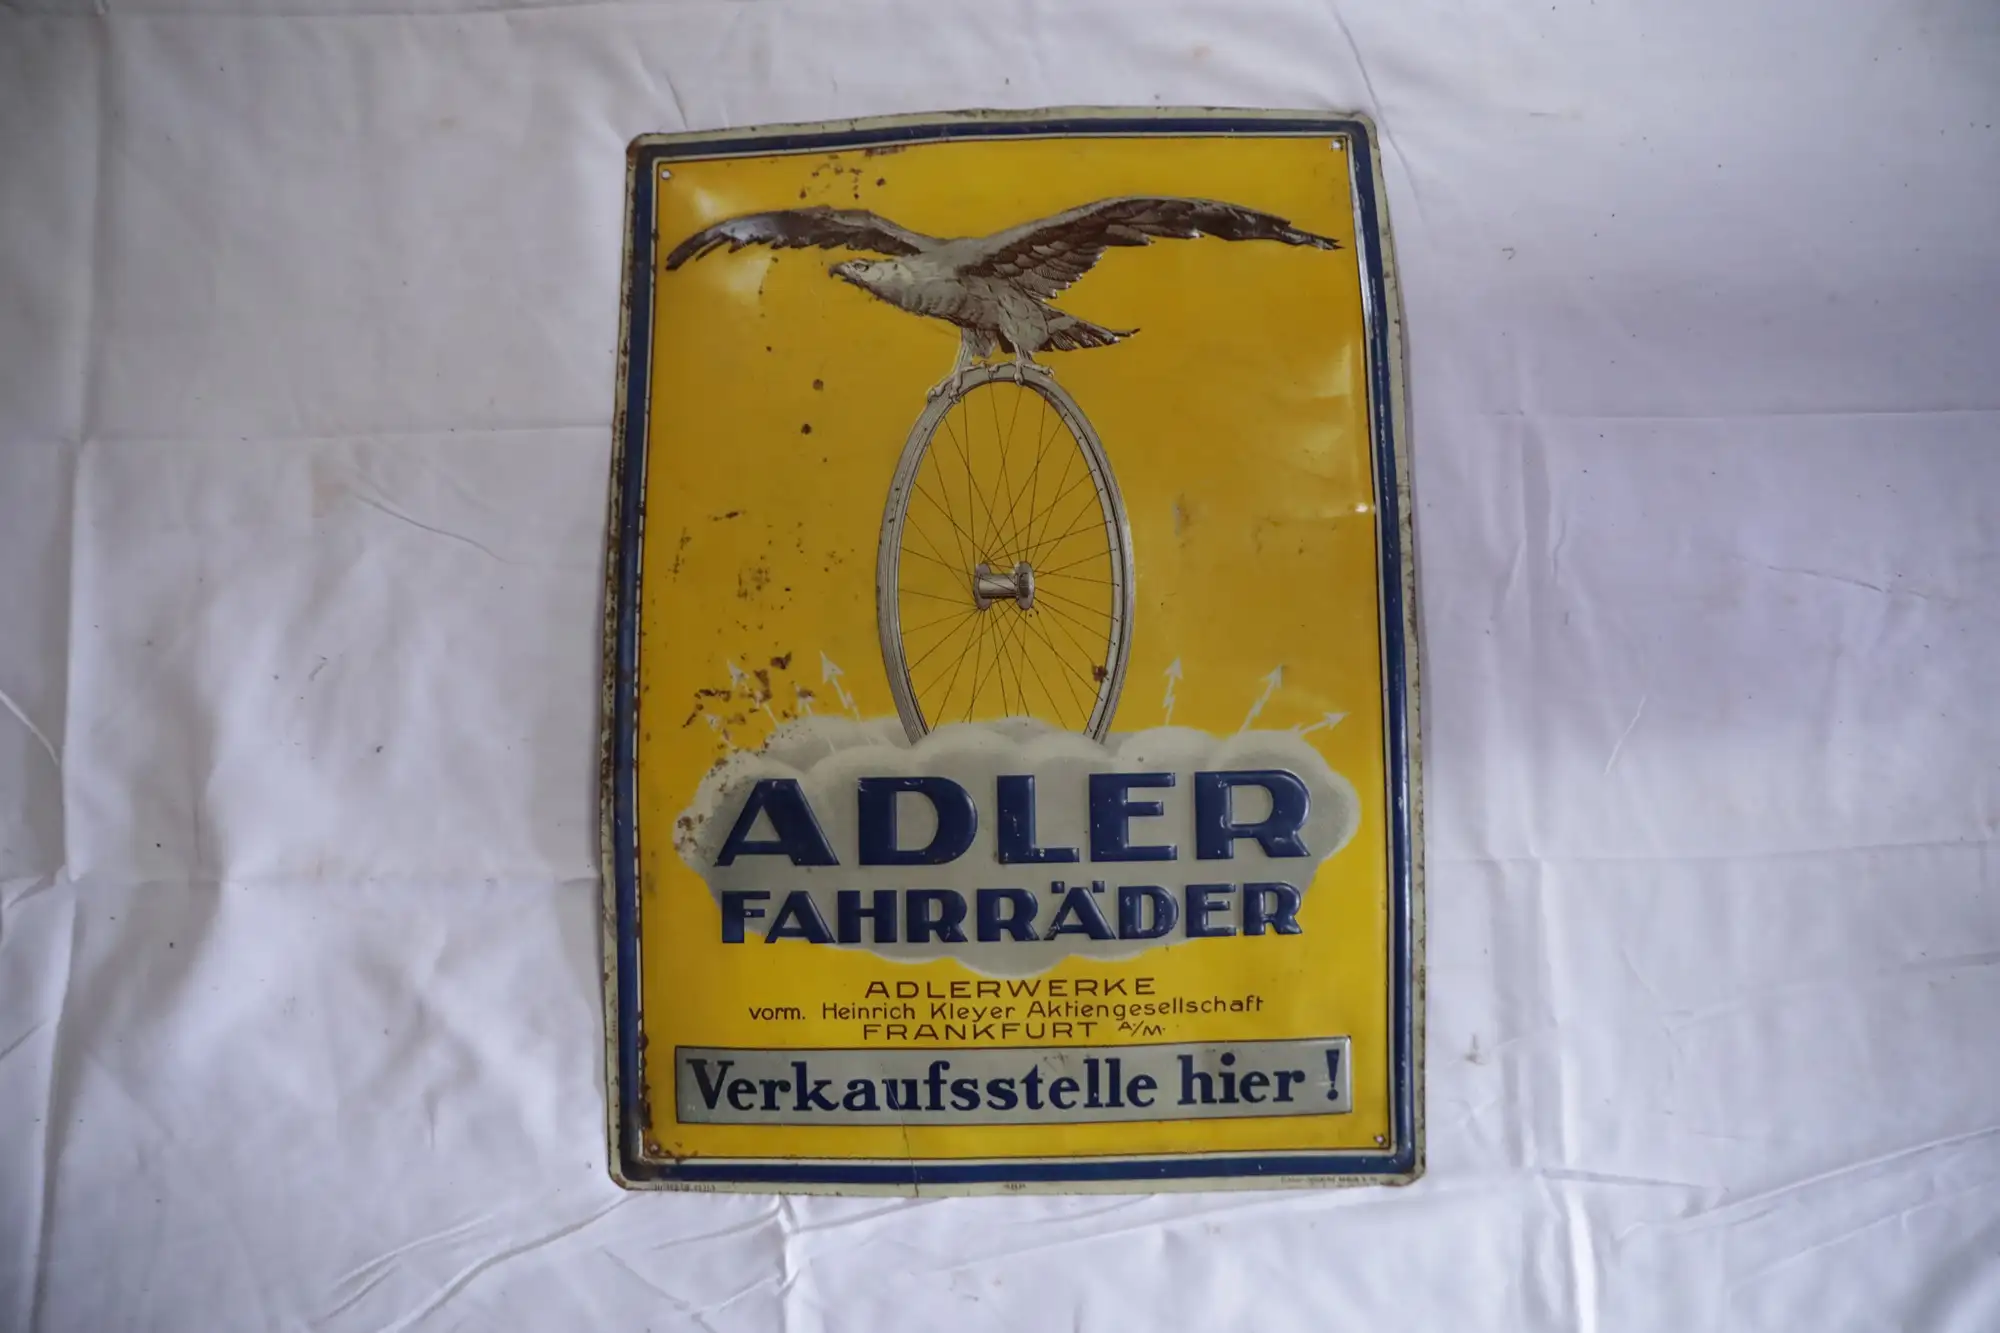 ADLER
FAHRRÄDER
ADLERWERKE
vorm. Heinrich Kleyer Aktiengesellschaft
FRANKFURT A/M.
Verkaufsstelle hier!